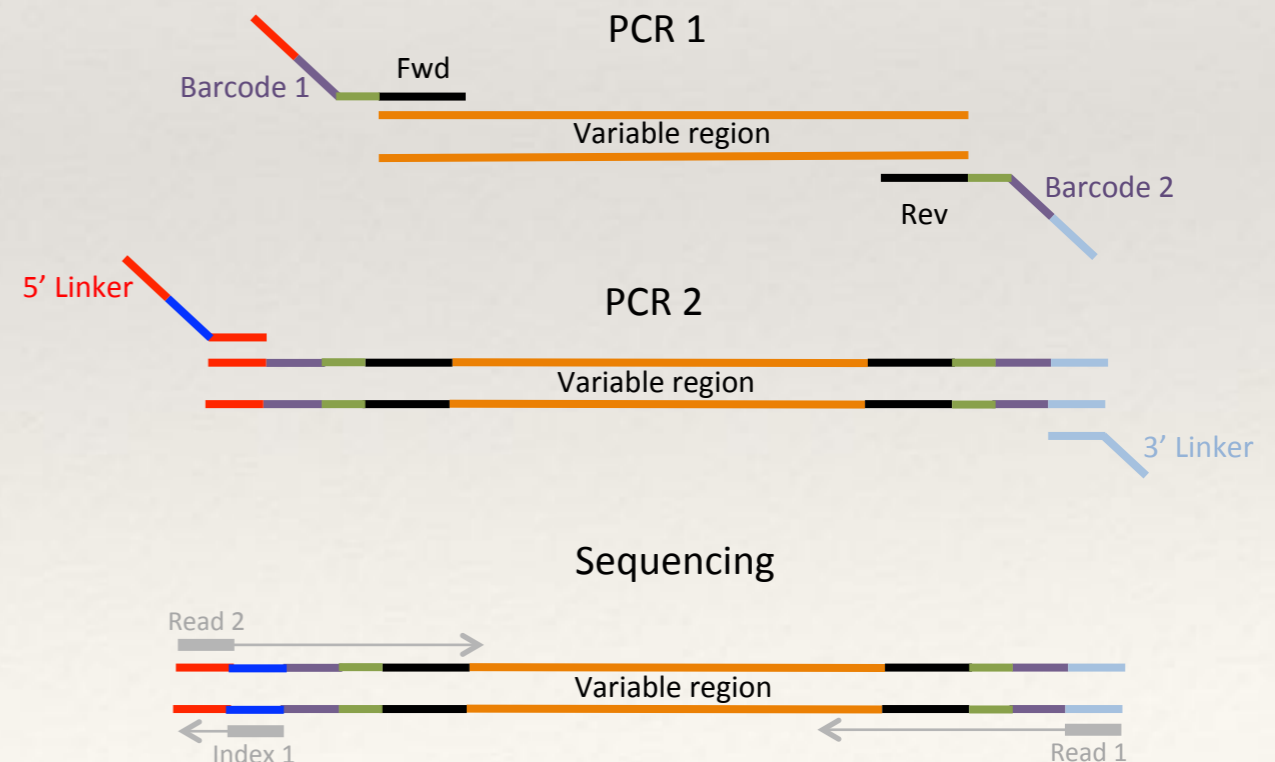 PCR 1
Fwd
Barcode 1
Variable region
Barcode 2
Rev
5’ Linker
PCR 2
Variable region
3’ Linker
Sequencing
Read 2
Variable region
Index 1
Read 1